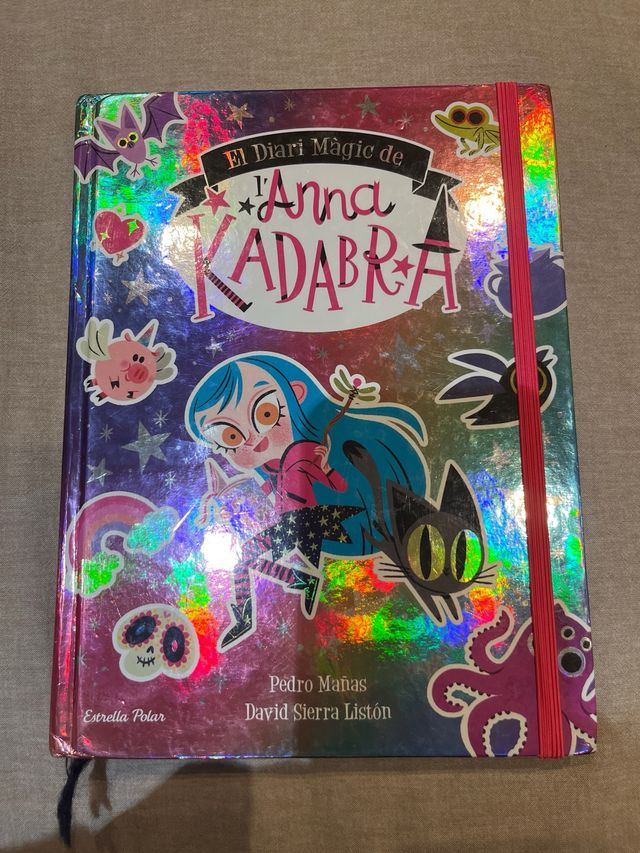 El Diari Màgic de
l'Anna
KADABRA
Pedro Mañas
David Sierra Listón
Estrella Polar